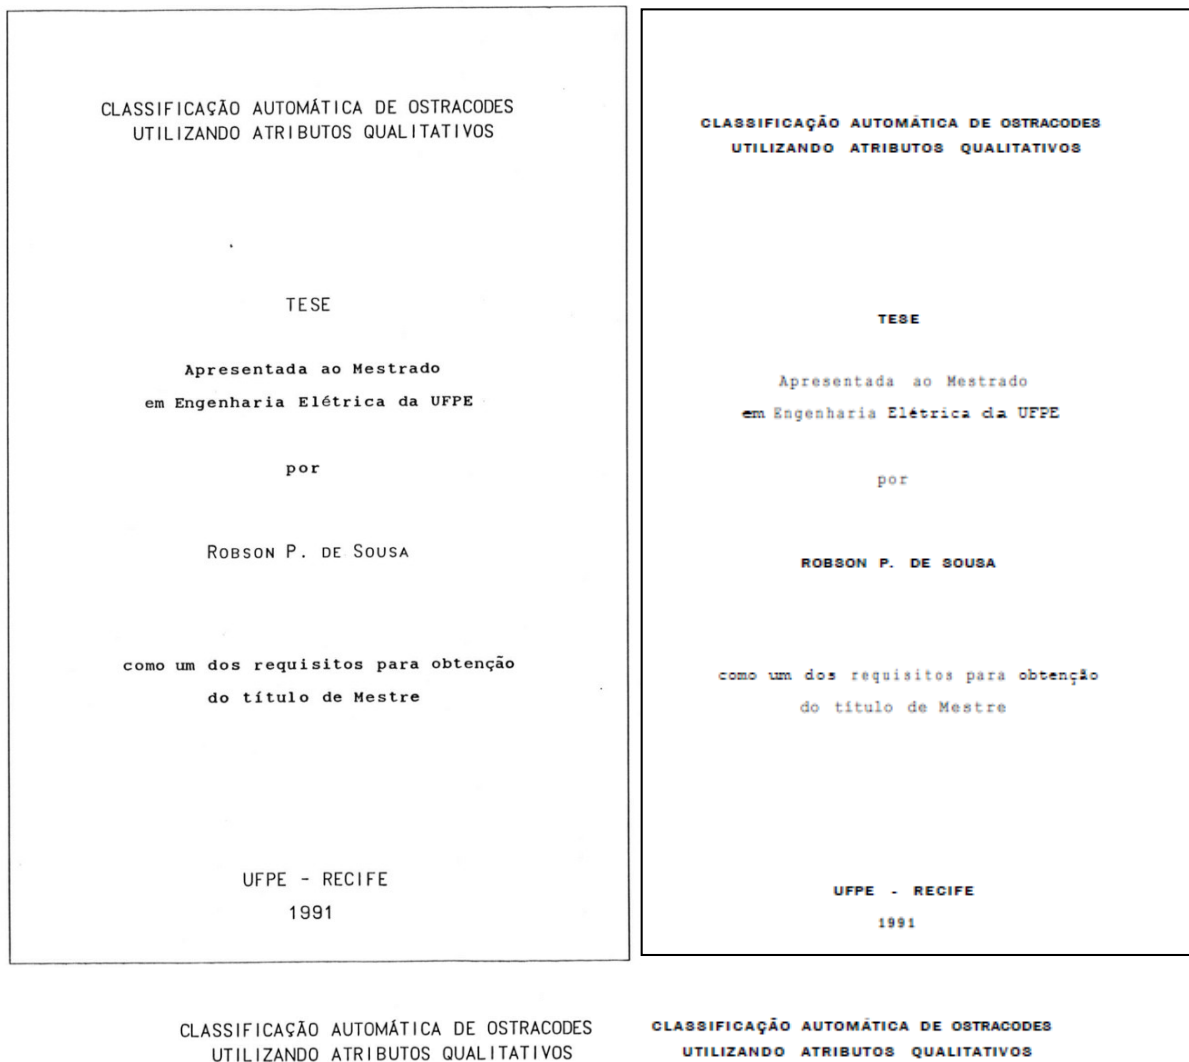 CLASSIFICAÇÃO AUTOMÁTICA DE OSTRACODES
UTILIZANDO ATRIBUTOS QUALITATIVOS
TESE
Apresentada ao Mestrado
em Engenharia Elétrica da UFPE
por
ROBSON P. DE SOUSA
como um dos requisitos para obtenção
do título de Mestre
UFPE - RECIFE
1991
CLASSIFICAÇÃO AUTOMÁTICA DE OSTRACODES
UTILIZANDO ATRIBUTOS QUALITATIVOS
TESE
Apresentada ao Mestrado
em Engenharia Elétrica da UFPE
por
ROBSON P. DE SOUSA
como um dos requisitos para obtenção
do título de Mestre
UFPE - RECIFE
1991
CLASSIFICAÇÃO AUTOMÁTICA DE OSTRACODES
UTILIZANDO ATRIBUTOS QUALITATIVOS
CLASSIFICAÇÃO AUTOMÁTICA DE OSTRACODES
UTILIZANDO ATRIBUTOS QUALITATIVOS